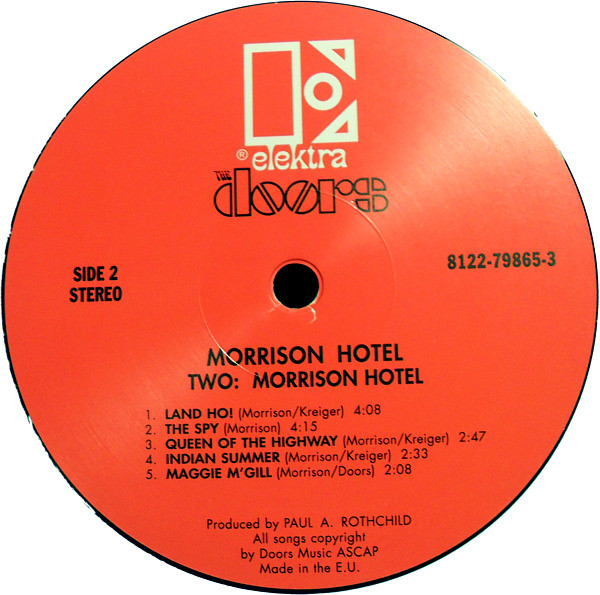 ® elektra
THE
doors
SIDE 2
STEREO
8122-79865-3
MORRISON HOTEL
TWO: MORRISON HOTEL
1. LAND HO! (Morrison/Kreiger) 4:08
2. THE SPY (Morrison) 4:15
3. QUEEN OF THE HIGHWAY (Morrison/Kreiger) 2:47
4. INDIAN SUMMER (Morrison/Kreiger) 2:33
5. MAGGIE M'GILL (Morrison/Doors) 2:08
Produced by PAUL A. ROTHCHILD
All songs copyright
by Doors Music ASCAP
Made in the E.U.